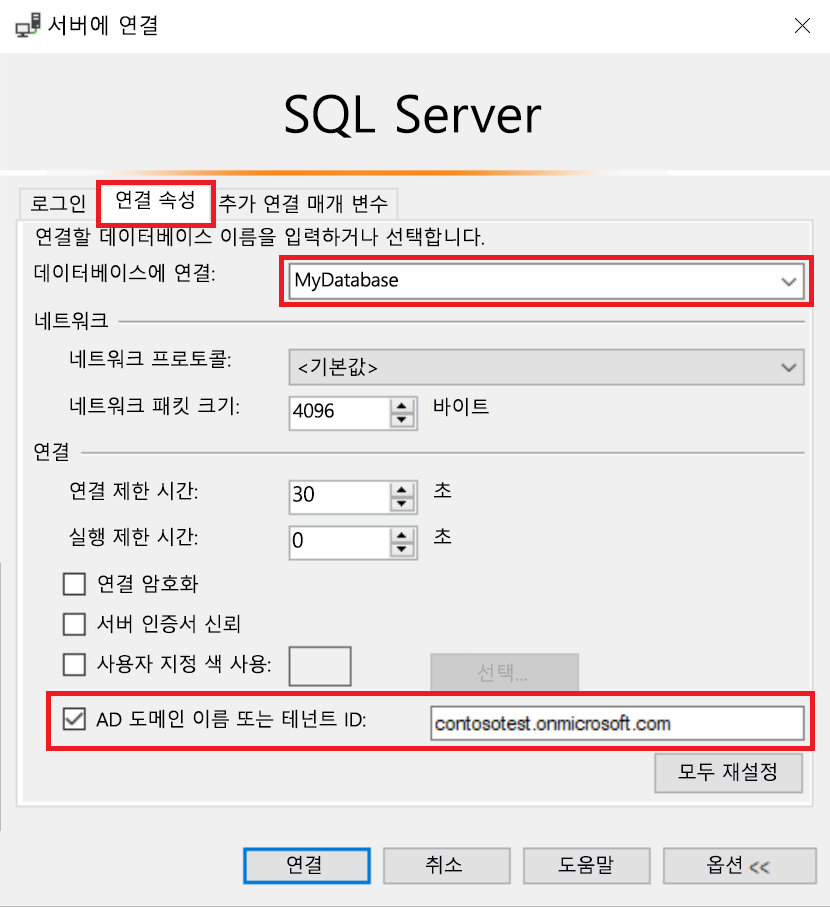 서버에 연결
SQL Server
로그인 연결 속성 추가 연결 매개 변수
연결할 데이터베이스 이름을 입력하거나 선택합니다.
데이터베이스에 연결: MyDatabase
네트워크
네트워크 프로토콜: <기본값>
네트워크 패킷 크기: 4096 바이트
연결
연결 제한 시간: 30 초
실행 제한 시간: 0 초
연결 암호화
서버 인증서 신뢰
사용자 지정 색 사용: 선택...
AD 도메인 이름 또는 테넌트 ID: contosotest.onmicrosoft.com
모두 재설정
연결 취소 도움말 옵션 <<